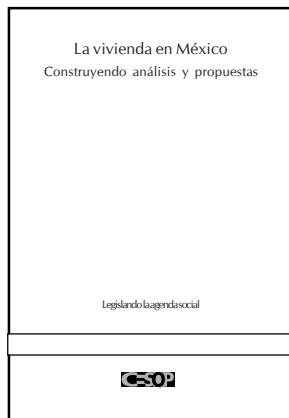 La vivienda en México
Construyendo análisis y propuestas
Legislando la agenda social
CESOP